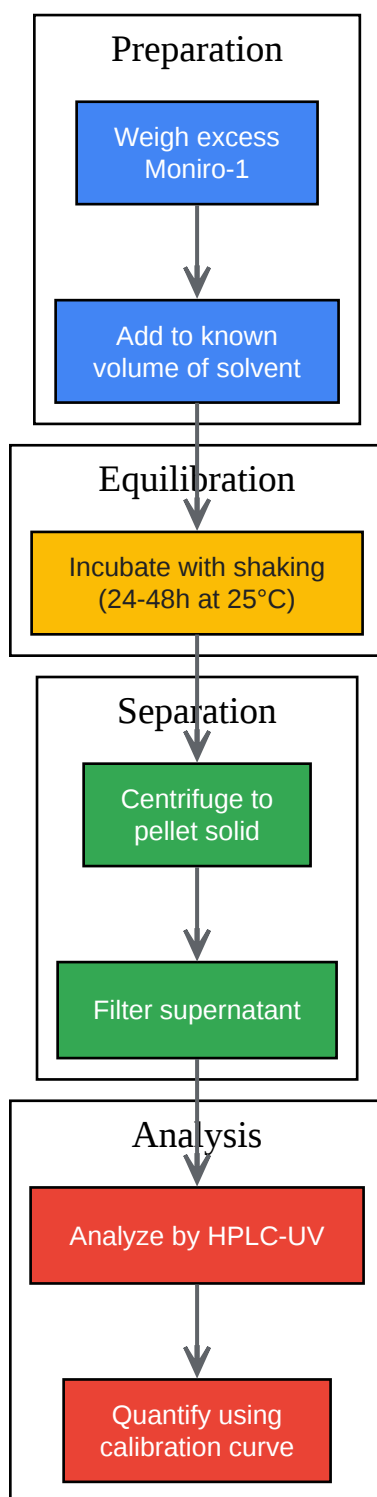 Preparation
Weigh excess
Moniro-1
Add to known
volume of solvent
Equilibration
Incubate with shaking
(24-48h at 25°C)
Separation
Centrifuge to
pellet solid
Filter supernatant
Analysis
Analyze by HPLC-UV
Quantify using
calibration curve